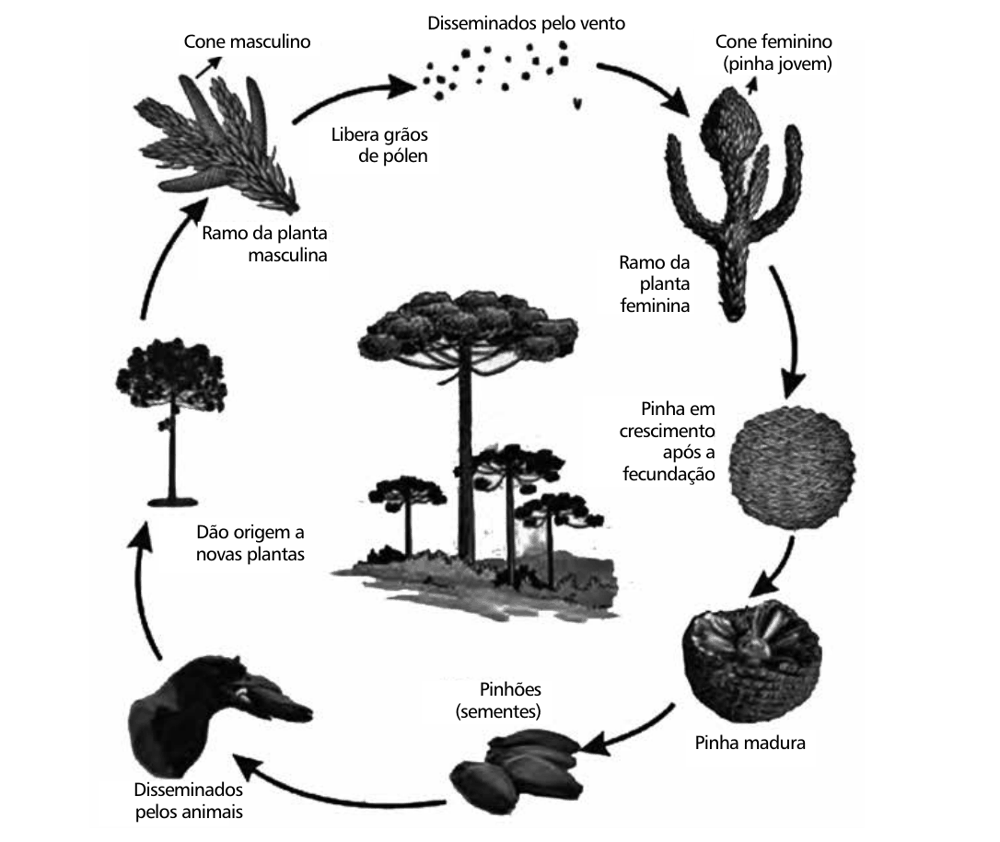 Disseminados pelo vento
Cone masculino
Cone feminino
(pinha jovem)
Libera grãos
de pólen
Ramo da planta
masculina
Ramo da
planta
feminina
Pinha em
crescimento
após a
fecundação
Dão origem a
novas plantas
Pinhões
(sementes)
Pinha madura
Disseminados
pelos animais